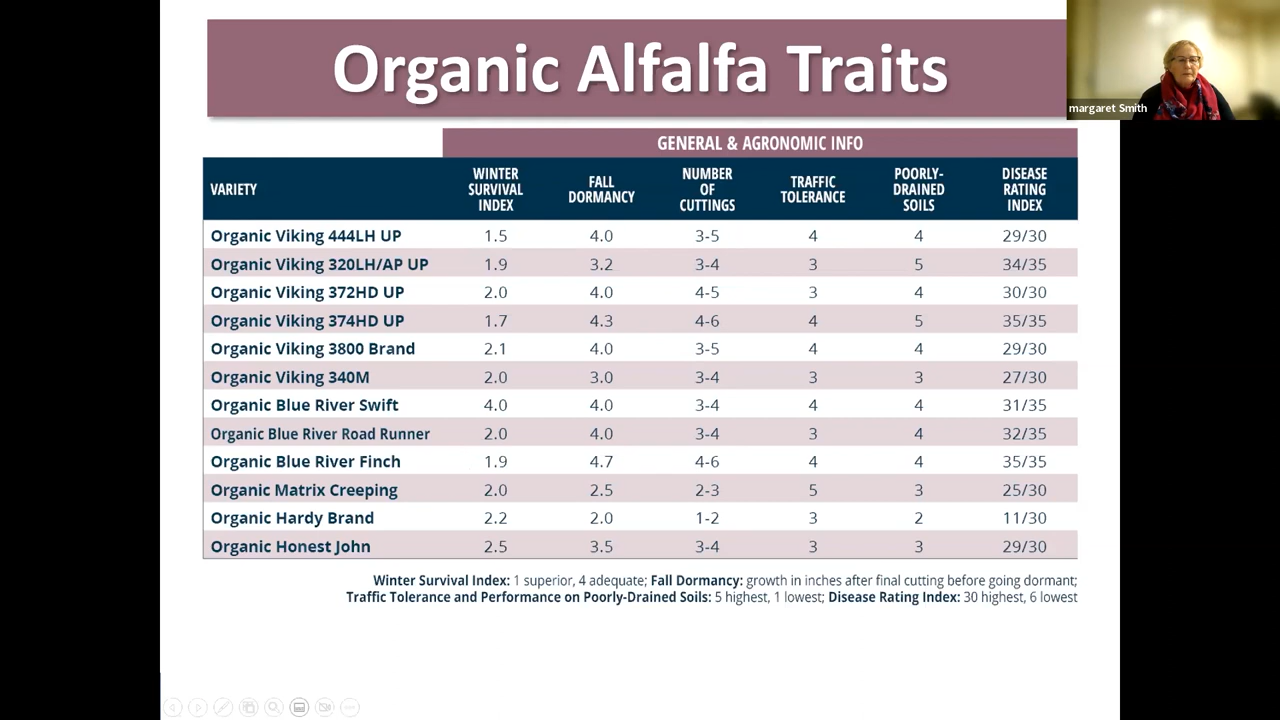 Organic Alfalfa Traits
margaret Smith
GENERAL & AGRONOMIC INFO
VARIETY WINTER SURVIVAL INDEX FALL DORMANCY NUMBER OF CUTTINGS TRAFFIC TOLERANCE POORLY-DRAINED SOILS DISEASE RATING INDEX
Organic Viking 444LH UP 1.5 4.0 3-5 4 4 29/30
Organic Viking 320LH/AP UP 1.9 3.2 3-4 3 5 34/35
Organic Viking 372HD UP 2.0 4.0 4-5 3 4 30/30
Organic Viking 374HD UP 1.7 4.3 4-6 4 5 35/35
Organic Viking 3800 Brand 2.1 4.0 3-5 4 4 29/30
Organic Viking 340M 2.0 3.0 3-4 3 3 27/30
Organic Blue River Swift 4.0 4.0 3-4 4 4 31/35
Organic Blue River Road Runner 2.0 4.0 3-4 3 4 32/35
Organic Blue River Finch 1.9 4.7 4-6 4 4 35/35
Organic Matrix Creeping 2.0 2.5 2-3 5 3 25/30
Organic Hardy Brand 2.2 2.0 1-2 3 2 11/30
Organic Honest John 2.5 3.5 3-4 3 3 29/30
Winter Survival Index: 1 superior, 4 adequate; Fall Dormancy: growth in inches after final cutting before going dormant;
Traffic Tolerance and Performance on Poorly-Drained Soils: 5 highest, 1 lowest; Disease Rating Index: 30 highest, 6 lowest